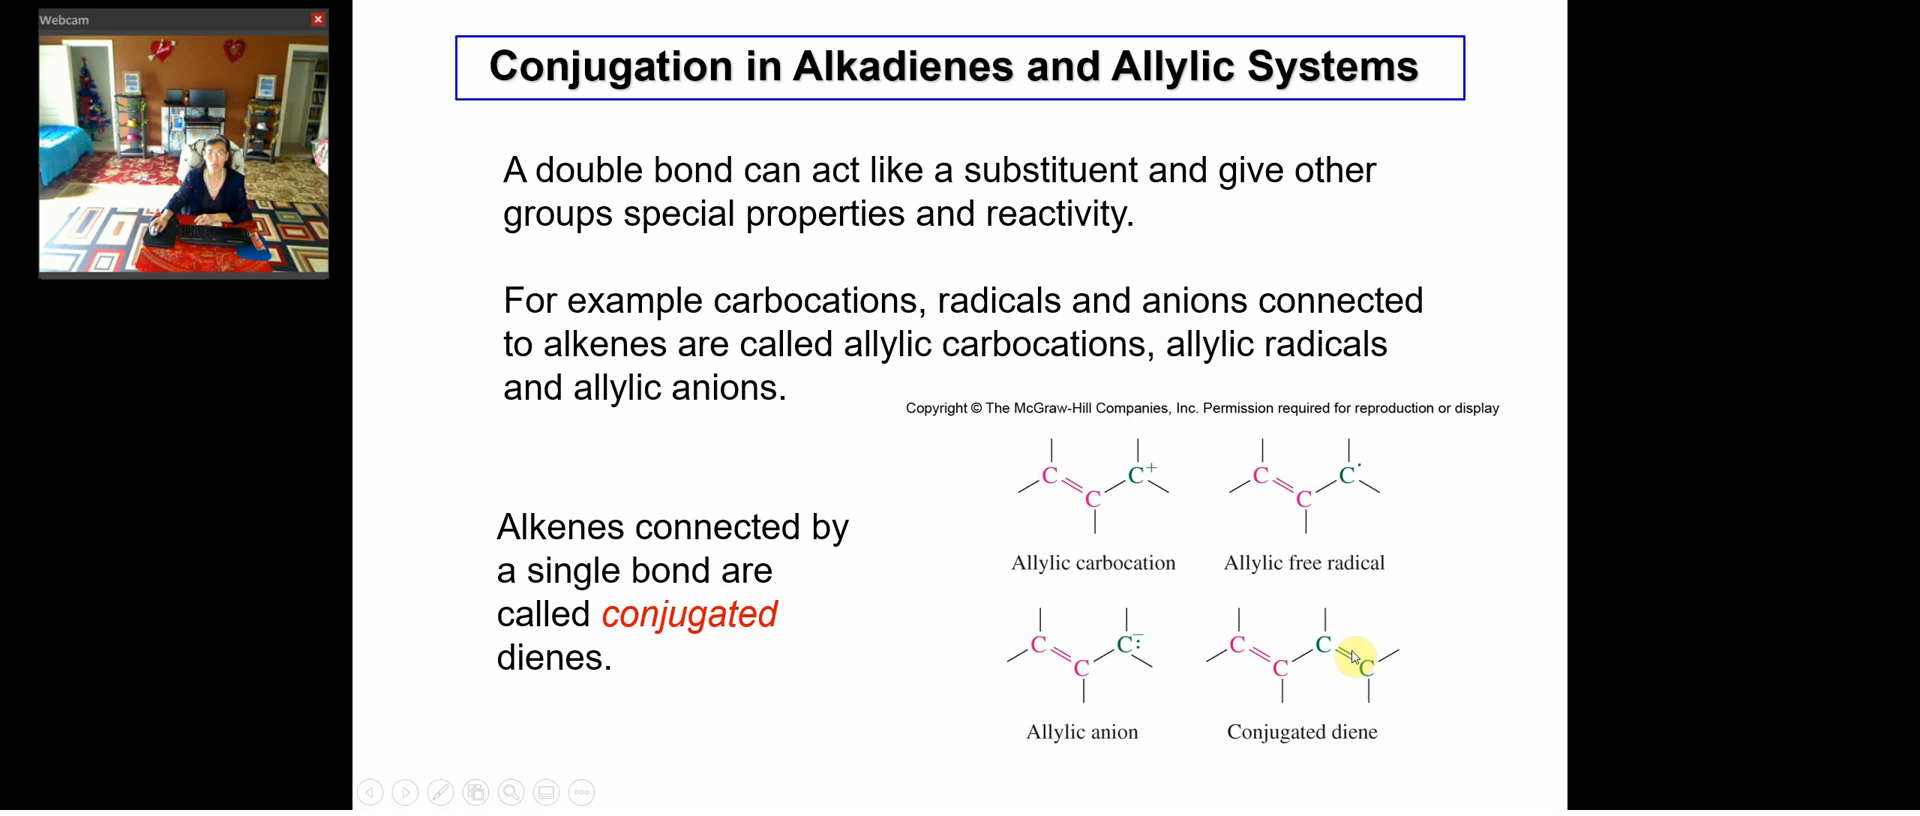 Webcam
Conjugation in Alkadienes and Allylic Systems
A double bond can act like a substituent and give other
groups special properties and reactivity.
For example carbocations, radicals and anions connected
to alkenes are called allylic carbocations, allylic radicals
and allylic anions.
Copyright © The McGraw-Hill Companies, Inc. Permission required for reproduction or display
C C C+
C C C·
Allylic carbocation
Allylic free radical
Alkenes connected by
a single bond are
called conjugated
dienes.
C C C:−
C C C C
Allylic anion
Conjugated diene